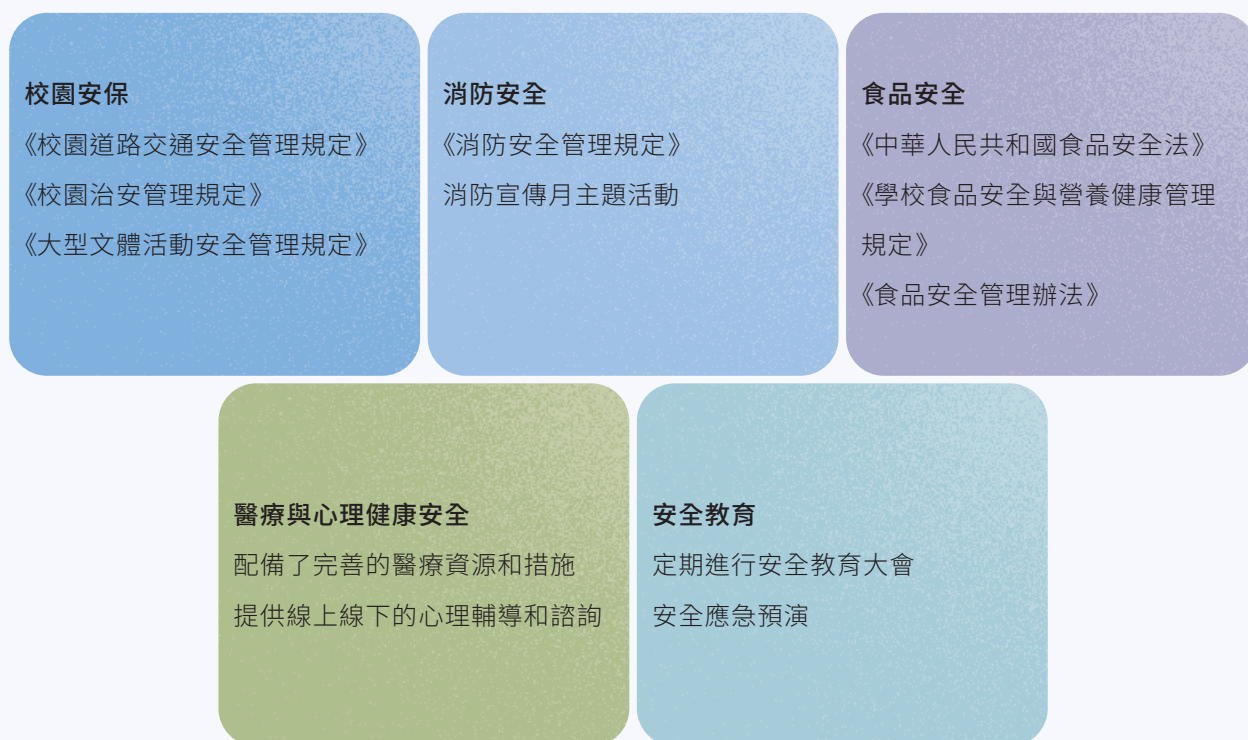 校園安保
《校園道路交通安全管理規定》
《校園治安管理規定》
《大型文體活動安全管理規定》
消防安全
《消防安全管理規定》
消防宣傳月主題活動
食品安全
《中華人民共和國食品安全法》
《學校食品安全與營養健康管理
規定》
《食品安全管理辦法》
醫療與心理健康安全
配備了完善的醫療資源和措施
提供線上線下的心理輔導和諮詢
安全教育
定期進行安全教育大會
安全應急預演